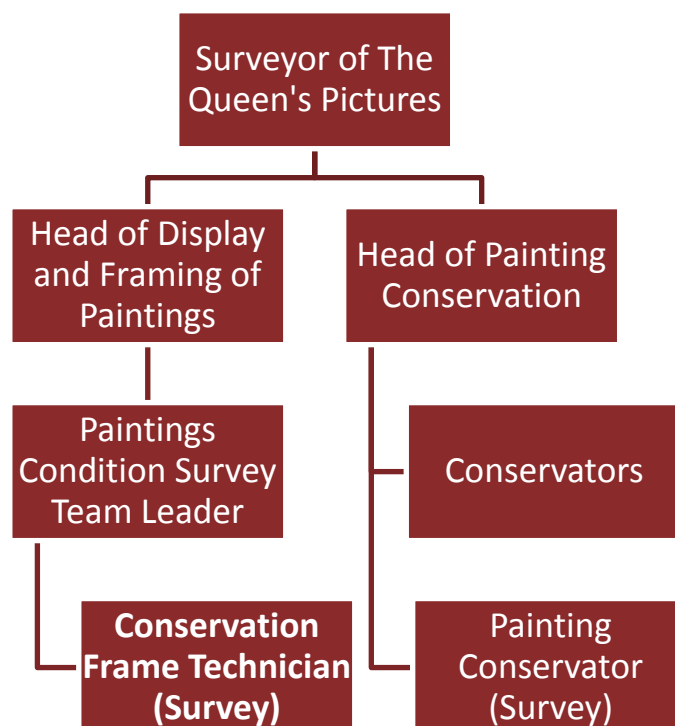 Surveyor of The
Queen's Pictures
Head of Display
and Framing of
Paintings
Head of Painting
Conservation
Paintings
Condition Survey
Team Leader
Conservators
Conservation
Frame Technician
(Survey)
Painting
Conservator
(Survey)